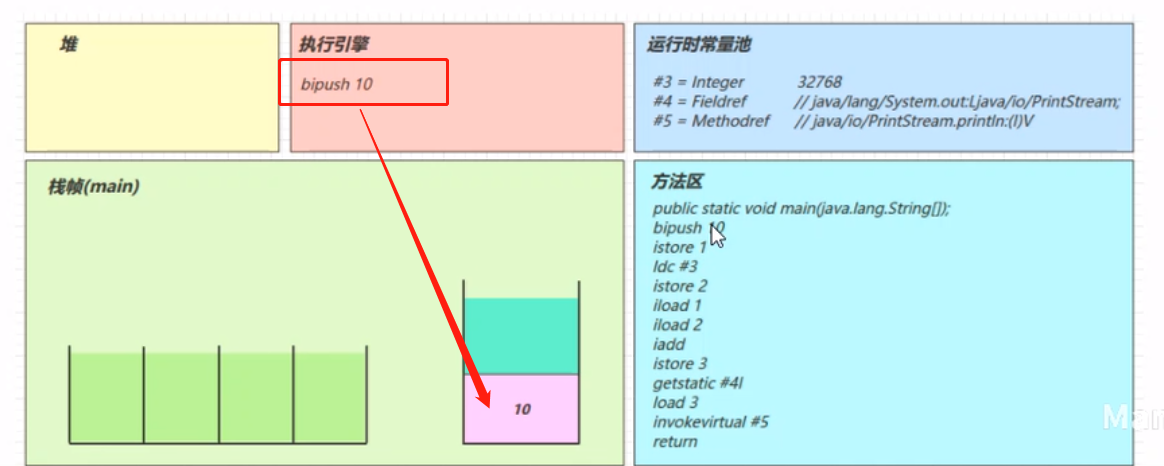 堆
执行引擎
bipush 10
运行时常量池
#3 = Integer 32768
#4 = Fieldref // java/lang/System.out:Ljava/io/PrintStream;
#5 = Methodref // java/io/PrintStream.println:(I)V
栈帧(main)
10
方法区
public static void main(java.lang.String[]);
bipush 10
istore 1
ldc #3
istore 2
iload 1
iload 2
iadd
istore 3
getstatic #4l
load 3
invokevirtual #5
return
Man